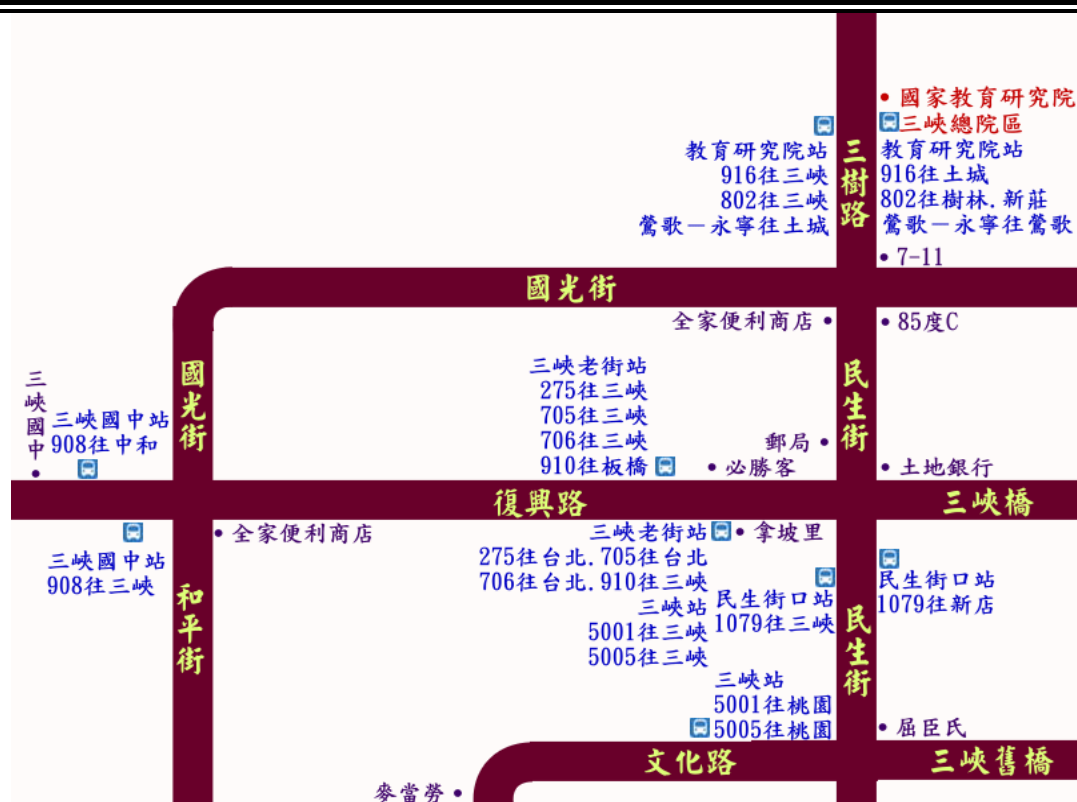 國家教育研究院
三峽總院區
教育研究院站
916往土城
802往樹林.新莊
鶯歌－永寧往鶯歌
教育研究院站
916往三峽
802往三峽
鶯歌－永寧往土城
三樹路
7-11
國光街
全家便利商店
85度C
三峽老街站
275往三峽
705往三峽
706往三峽
910往板橋
國光街
民生街
三峽國中
三峽國中站
908往中和
郵局
必勝客
土地銀行
復興路
三峽橋
全家便利商店
三峽國中站
908往三峽
三峽老街站
拿坡里
275往台北.705往台北
706往台北.910往三峽
三峽站
5001往三峽
5005往三峽
民生街口站
1079往三峽
民生街口站
1079往新店
和平街
民生街
三峽站
5001往桃園
5005往桃園
屈臣氏
文化路
三峽舊橋
麥當勞